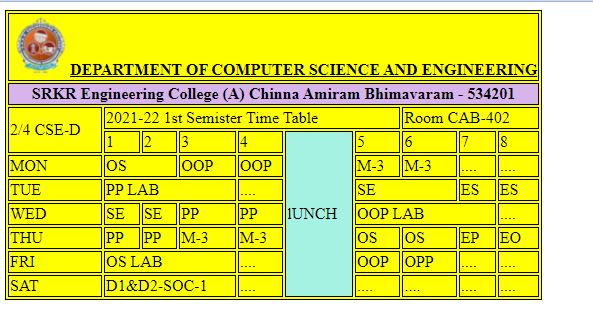 DEPARTMENT OF COMPUTER SCIENCE AND ENGINEERING
SRKR Engineering College (A) Chinna Amiram Bhimavaram - 534201
2/4 CSE-D 2021-22 1st Semister Time Table Room CAB-402
1 2 3 4 5 6 7 8
MON OS OOP OOP M-3 M-3 .... ....
TUE PP LAB .... SE ES ES
WED SE SE PP PP lUNCH OOP LAB ....
THU PP PP M-3 M-3 OS OS EP EO
FRI OS LAB .... OOP OPP .... ....
SAT D1&D2-SOC-1 .... .... .... .... ....